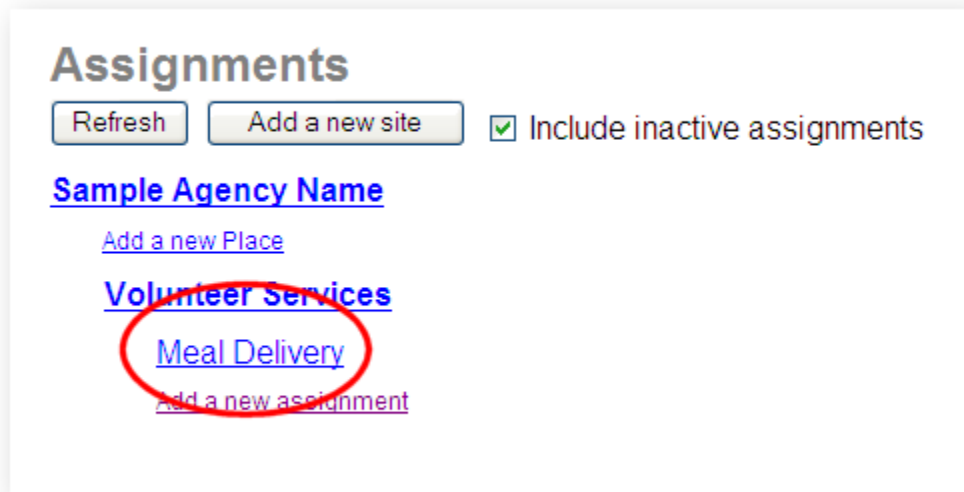 Assignments
Refresh Add a new site Include inactive assignments
Sample Agency Name
Add a new Place
Volunteer Services
Meal Delivery
Add a new assignment